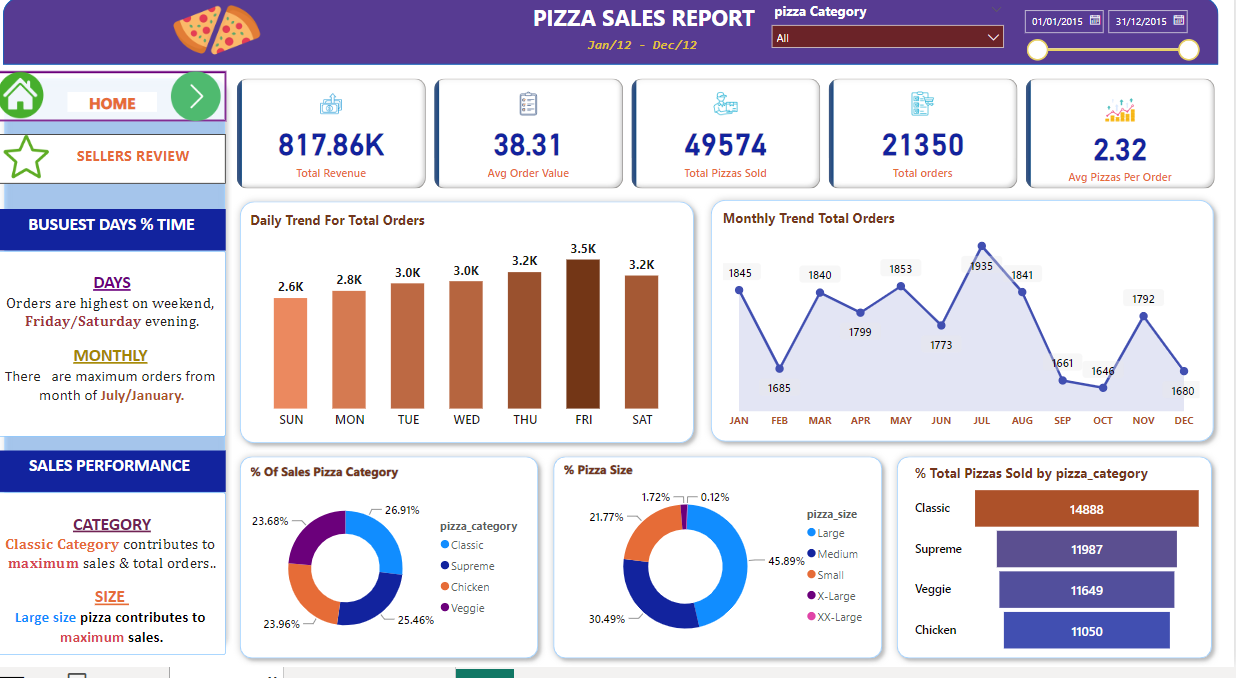 PIZZA SALES REPORT
Jan/12 - Dec/12
pizza Category
All
01/01/2015
31/12/2015
HOME
SELLERS REVIEW
BUSUEST DAYS % TIME
DAYS
Orders are highest on weekend,
Friday/Saturday evening.
MONTHLY
There are maximum orders from
month of July/January.
SALES PERFORMANCE
CATEGORY
Classic Category contributes to
maximum sales & total orders..
SIZE
Large size pizza contributes to
maximum sales.
817.86K
Total Revenue
38.31
Avg Order Value
49574
Total Pizzas Sold
21350
Total orders
2.32
Avg Pizzas Per Order
Daily Trend For Total Orders
2.6K
2.8K
3.0K
3.0K
3.2K
3.5K
3.2K
SUN MON TUE WED THU FRI SAT
Monthly Trend Total Orders
1845
1685
1840
1799
1853
1773
1935
1841
1661
1646
1792
1680
JAN FEB MAR APR MAY JUN JUL AUG SEP OCT NOV DEC
% Of Sales Pizza Category
26.91%
25.46%
23.96%
23.68%
pizza_category
Classic
Supreme
Chicken
Veggie
% Pizza Size
1.72%
0.12%
21.77%
45.89%
30.49%
pizza_size
Large
Medium
Small
X-Large
XX-Large
% Total Pizzas Sold by pizza_category
Classic 14888
Supreme 11987
Veggie 11649
Chicken 11050